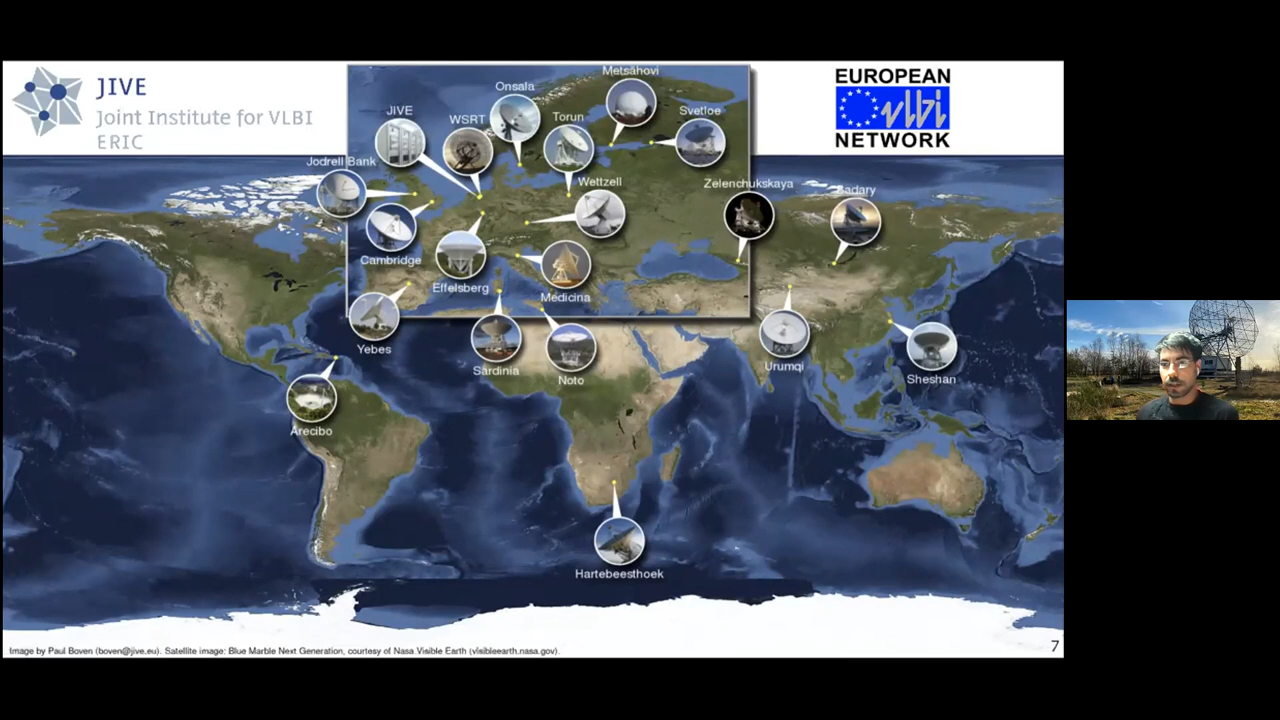 JIVE
Joint Institute for VLBI
ERIC
EUROPEAN
vlbi
NETWORK
Metsähovi
Onsala
JIVE
WSRT
Torun
Svetloe
Jodrell Bank
Wettzell
Zelenchukskaya
Badary
Cambridge
Effelsberg
Medicina
Yebes
Sardinia
Noto
Urumqi
Sheshan
Arecibo
Hartebeesthoek
Image by Paul Boven (boven@jive.eu). Satellite image: Blue Marble Next Generation, courtesy of Nasa Visible Earth (visibleearth.nasa.gov).
7